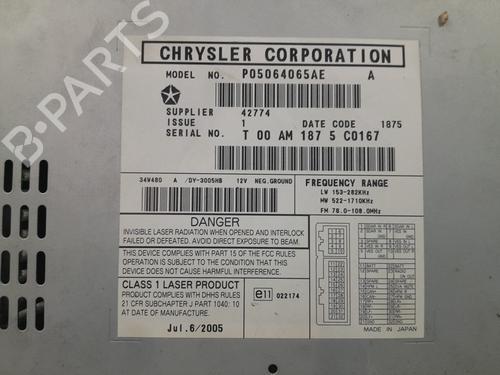 CHRYSLER CORPORATION
MODEL NO. P05064065AE A
SUPPLIER 42774
ISSUE 1 DATE CODE 1875
SERIAL NO. T 00 AM 187 5 C0167
34W480 A /DY-3005HB 12V NEG.GROUND
FREQUENCY RANGE
LW 153-282KHz
MW 522-1710KHz
FM 78.0-108.0MHz
DANGER
INVISIBLE LASER RADIATION WHEN OPENED AND INTERLOCK
FAILED OR DEFEATED. AVOID DIRECT EXPOSURE TO BEAM.
THIS DEVICE COMPLIES WITH PART 15 OF THE FCC RULES
OPERATION IS SUBJECT TO THE CONDITION THAT THIS
DEVICE DOES NOT CAUSE HARMFUL INTERFERENCE.
CLASS 1 LASER PRODUCT
PRODUCT COMPLIES WITH DHHS RULES
21 CFR SUBCHAPTER J PART 1040: 10
AT DATE OF MANUFACTURE.
e11 022174
Jul.6/2005
MADE IN JAPAN
B-PARTS